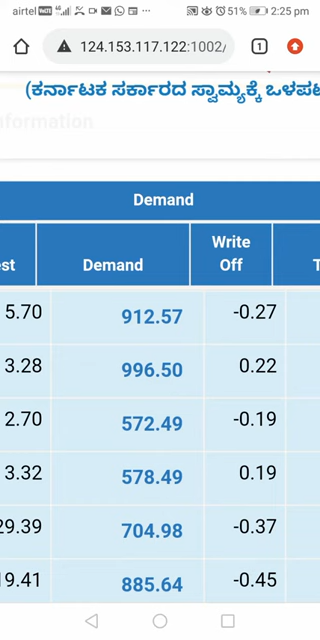 airtel 4G 51% 2:25 pm
124.153.117.122:1002/ 1
(ಕರ್ನಾಟಕ ಸರ್ಕಾರದ ಸ್ವಾಮ್ಯಕ್ಕೆ ಒಳಪಟ
formation
Demand
est Demand Write Off T
5.70 912.57 -0.27
3.28 996.50 0.22
2.70 572.49 -0.19
3.32 578.49 0.19
29.39 704.98 -0.37
19.41 885.64 -0.45